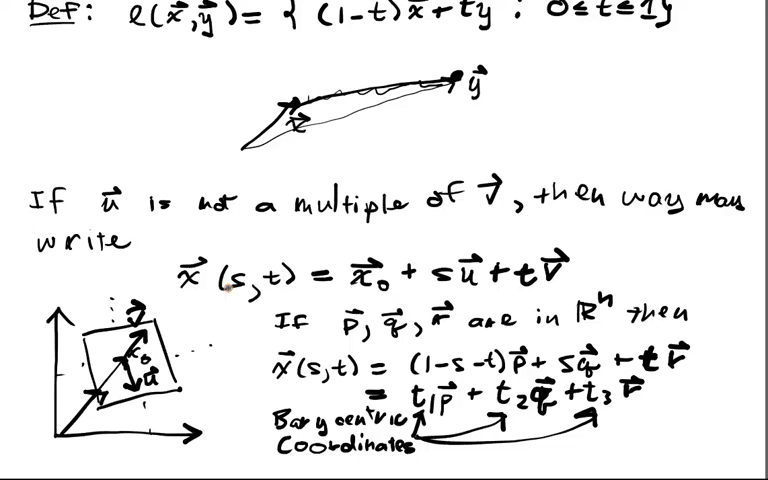 Def: l(x⃗,y⃗) = { (1-t)x⃗ + ty : 0≤t≤1}
y⃗
x⃗
If u⃗ is not a multiple of v⃗, then way may
write
x⃗(s,t) = x⃗₀ + su⃗ + tv⃗
v⃗
x₀
u⃗
If p⃗, q⃗, r⃗ are in ℝⁿ then
x⃗(s,t) = (1-s-t)p⃗ + sq⃗ + tr⃗
= t₁p⃗ + t₂q⃗ + t₃r⃗
Barycentric
Coordinates